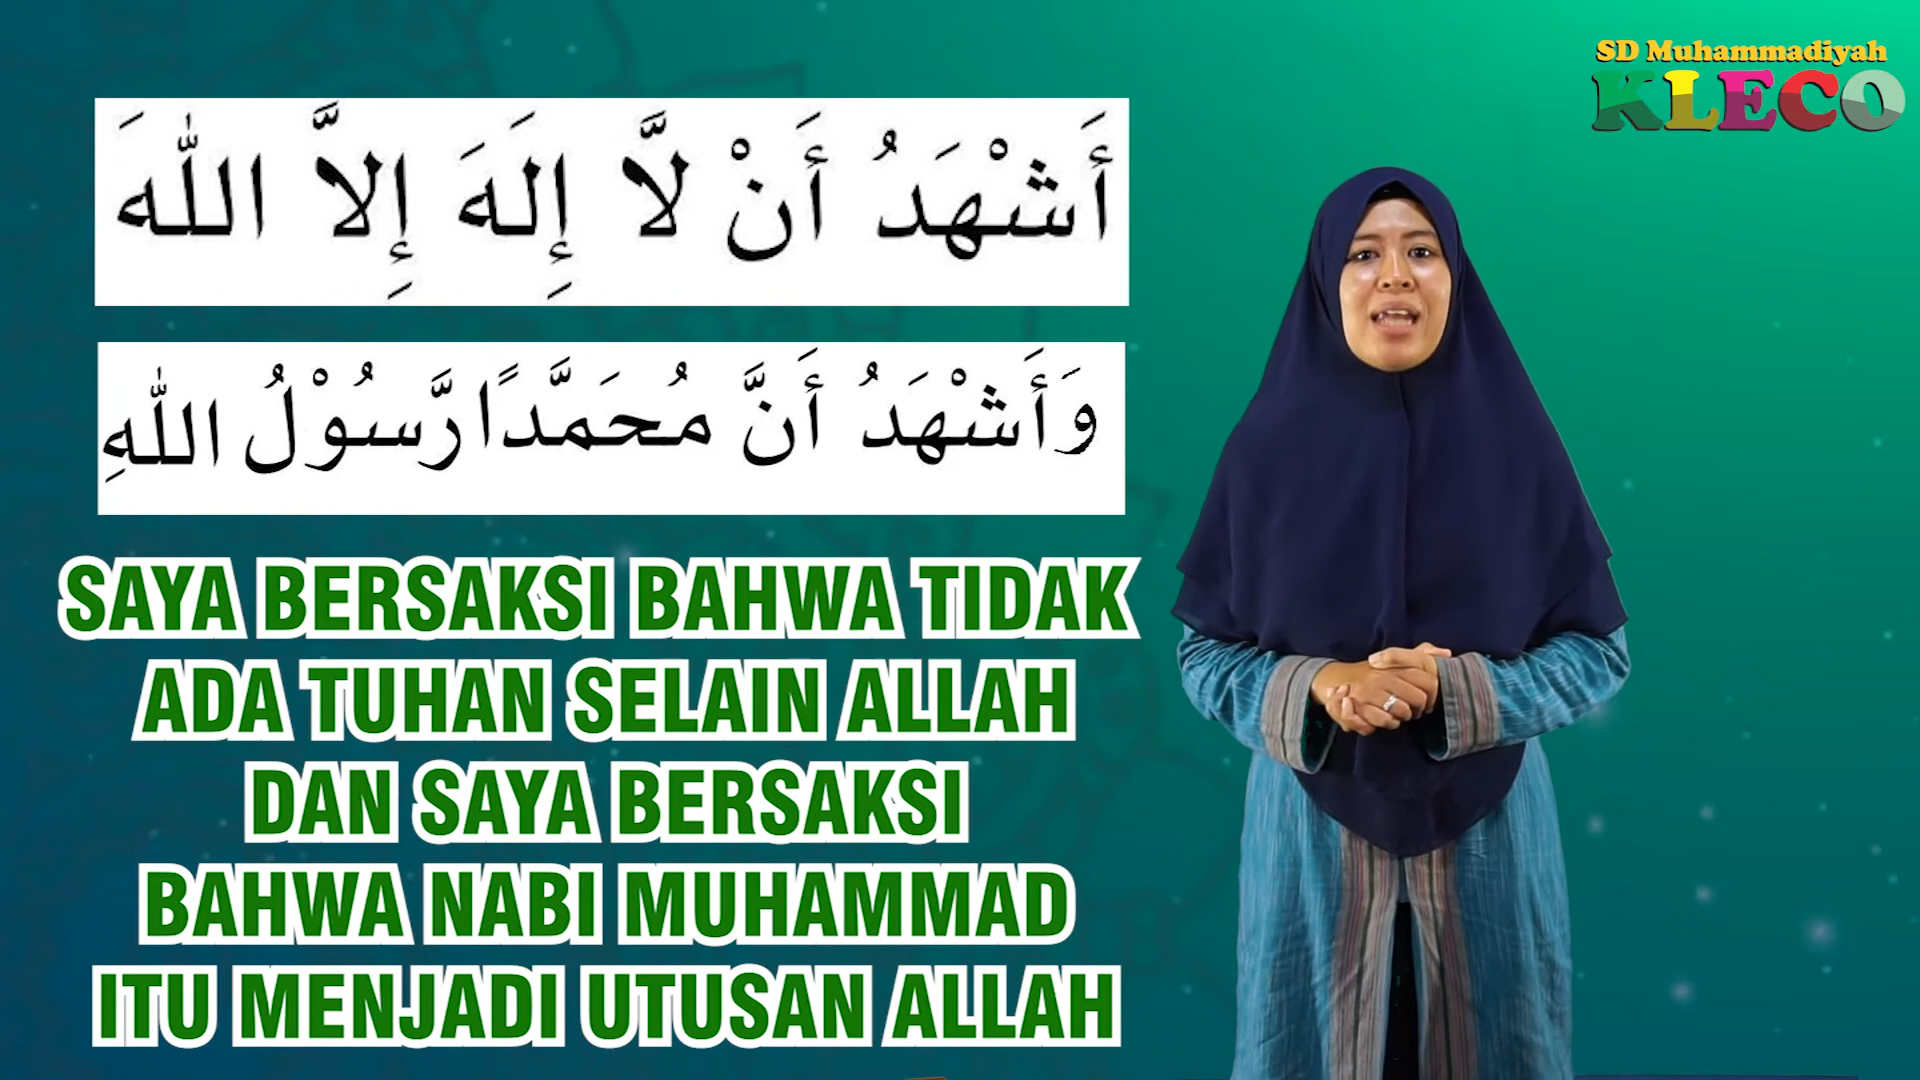 SD Muhammadiyah
KLECO
أَشْهَدُ أَنْ لَّا إِلَهَ إِلاَّ اللّٰهَ
وَأَشْهَدُ أَنَّ مُحَمَّدًا رَّسُوْلُ اللّٰهِ
SAYA BERSAKSI BAHWA TIDAK
ADA TUHAN SELAIN ALLAH
DAN SAYA BERSAKSI
BAHWA NABI MUHAMMAD
ITU MENJADI UTUSAN ALLAH